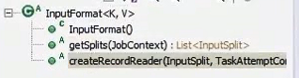 InputFormat<K, V>
InputFormat()
getSplits(JobContext) : List<InputSplit>
createRecordReader(InputSplit, TaskAttemptCo